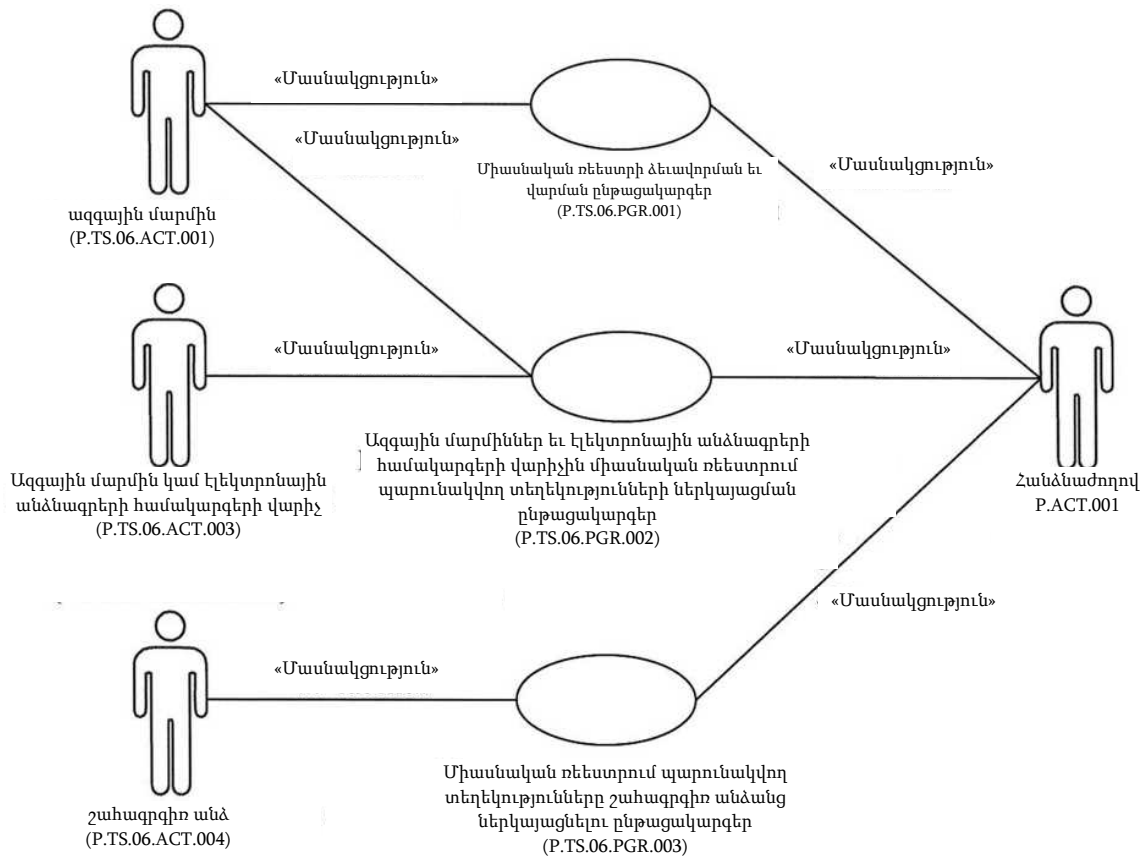 «Մասնակցություն»
«Մասնակցություն»
Միասնական ռեեստրի ձեւավորման եւ
վարման ընթացակարգեր
(P.TS.06.PGR.001)
«Մասնակցություն»
ազգային մարմին
(P.TS.06.ACT.001)
«Մասնակցություն»
«Մասնակցություն»
Ազգային մարմին կամ էլեկտրոնային
անձնագրերի համակարգերի վարիչ
(P.TS.06.ACT.003)
Ազգային մարմիններ եւ էլեկտրոնային անձնագրերի
համակարգերի վարիչին միասնական ռեեստրում
պարունակվող տեղեկությունների ներկայացման
ընթացակարգեր
(P.TS.06.PGR.002)
Հանձնաժողով
P.ACT.001
«Մասնակցություն»
«Մասնակցություն»
շահագրգիռ անձ
(P.TS.06.ACT.004)
Միասնական ռեեստրում պարունակվող
տեղեկությունները շահագրգիռ անձանց
ներկայացնելու ընթացակարգեր
(P.TS.06.PGR.003)